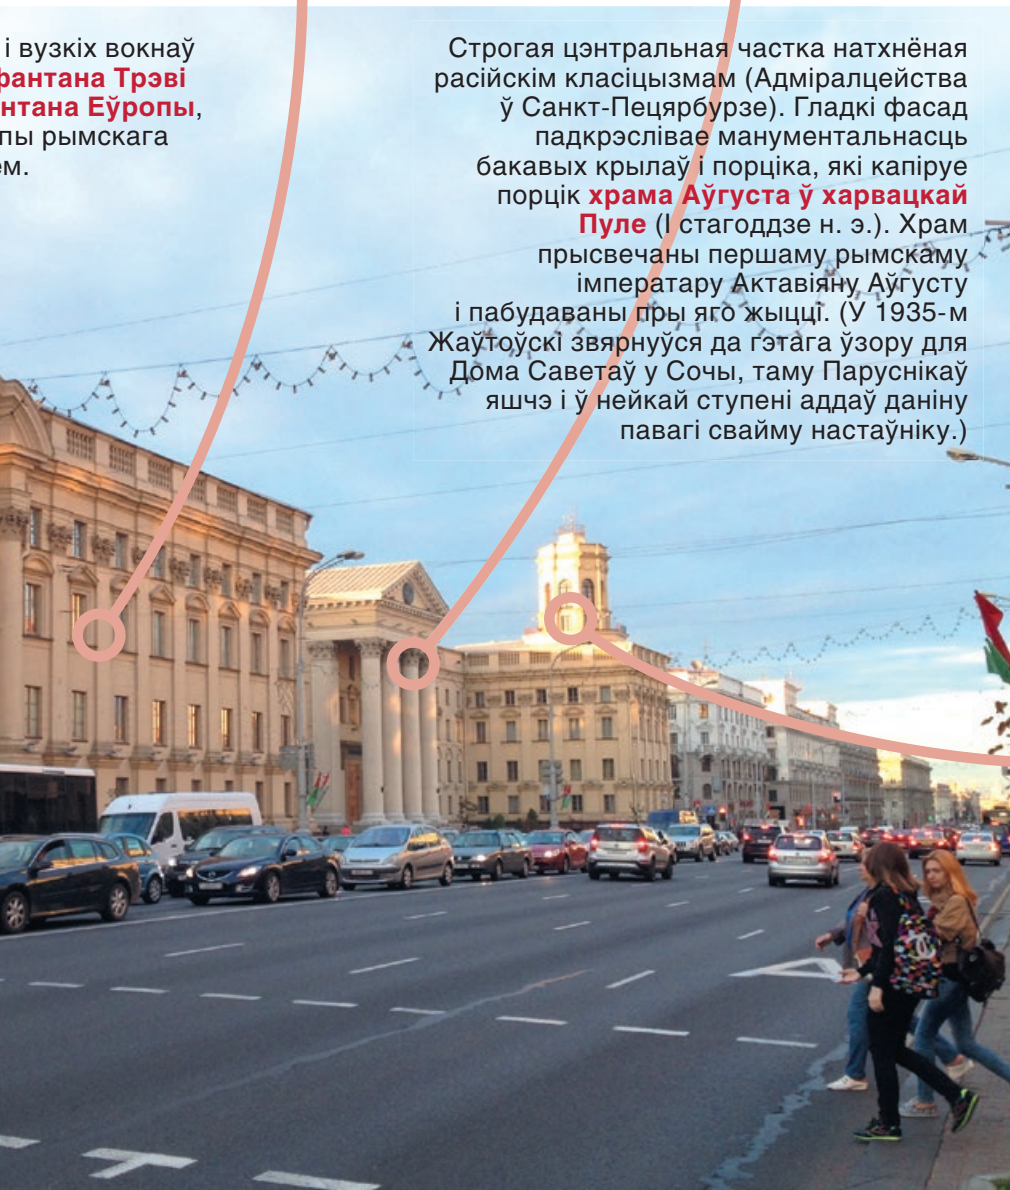 і вузкіх вокнаў
фантана Трэві
нтана Еўропы,
пы рымскага
ем.
Строгая цэнтральная частка натхнёная
расійскім класіцызмам (Адміралцейства
ў Санкт-Пецярбурзе). Гладкі фасад
падкрэслівае манументальнасць
бакавых крылаў і порціка, які капіруе
порцік храма Аўгуста ў харвацкай
Пуле (І стагоддзе н. э.). Храм
прысвечаны першаму рымскаму
імператару Актавіяну Аўгусту
і пабудаваны пры яго жыцці. (У 1935-м
Жаўтоўскі звярнуўся да гэтага ўзору для
Дома Саветаў у Сочы, таму Паруснікаў
яшчэ і ў нейкай ступені аддаў даніну
павагі свайму настаўніку.)
А